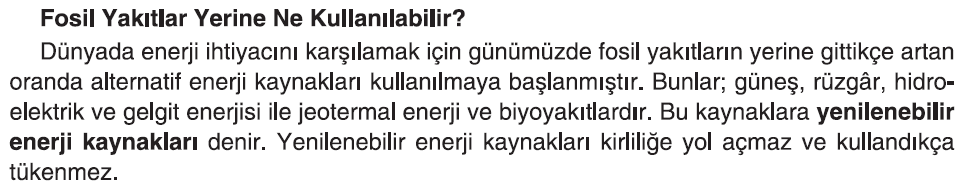 Fosil Yakıtlar Yerine Ne Kullanılabilir?
Dünyada enerji ihtiyacını karşılamak için günümüzde fosil yakıtların yerine gittikçe artan
oranda alternatif enerji kaynakları kullanılmaya başlanmıştır. Bunlar; güneş, rüzgâr, hidro-
elektrik ve gelgit enerjisi ile jeotermal enerji ve biyoyakıtlardır. Bu kaynaklara yenilenebilir
enerji kaynakları denir. Yenilenebilir enerji kaynakları kirliliğe yol açmaz ve kullandıkça
tükenmez.